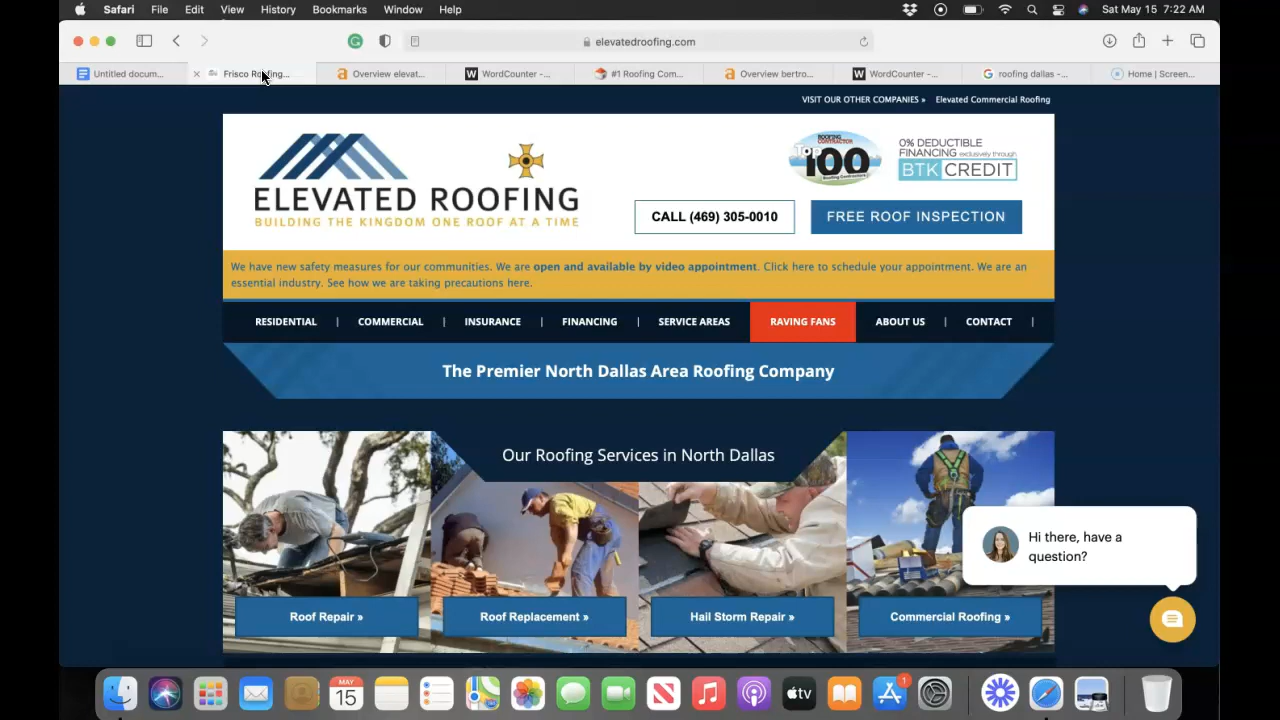 Safari File Edit View History Bookmarks Window Help Sat May 15 7:22 AM
elevatedroofing.com
Untitled docum... Frisco Roofing... Overview elevat... WordCounter -... #1 Roofing Com... Overview bertro... WordCounter -... roofing dallas -... Home | Screen...
VISIT OUR OTHER COMPANIES » Elevated Commercial Roofing
ELEVATED ROOFING
BUILDING THE KINGDOM ONE ROOF AT A TIME
ROOFING CONTRACTOR
Top 100
0% DEDUCTIBLE
FINANCING exclusively through
BTK CREDIT
CALL (469) 305-0010
FREE ROOF INSPECTION
We have new safety measures for our communities. We are open and available by video appointment. Click here to schedule your appointment. We are an
essential industry. See how we are taking precautions here.
RESIDENTIAL | COMMERCIAL | INSURANCE | FINANCING | SERVICE AREAS RAVING FANS ABOUT US | CONTACT |
The Premier North Dallas Area Roofing Company
Our Roofing Services in North Dallas
Hi there, have a
question?
Roof Repair » Roof Replacement » Hail Storm Repair » Commercial Roofing »
MAY
15
tv
1